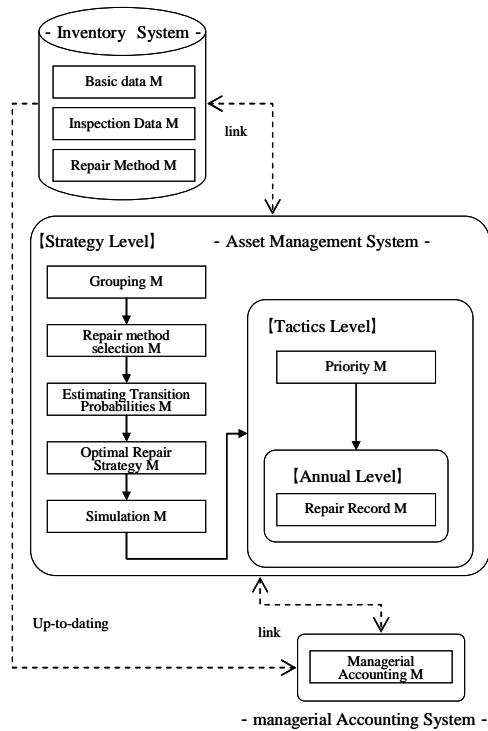 - Inventory System -
Basic data M
Inspection Data M
Repair Method M
link
【Strategy Level】 - Asset Management System -
Grouping M
Repair method
selection M
Estimating Transition
Probabilities M
Optimal Repair
Strategy M
Simulation M
【Tactics Level】
Priority M
【Annual Level】
Repair Record M
Up-to-dating
link
Managerial
Accounting M
- managerial Accounting System -